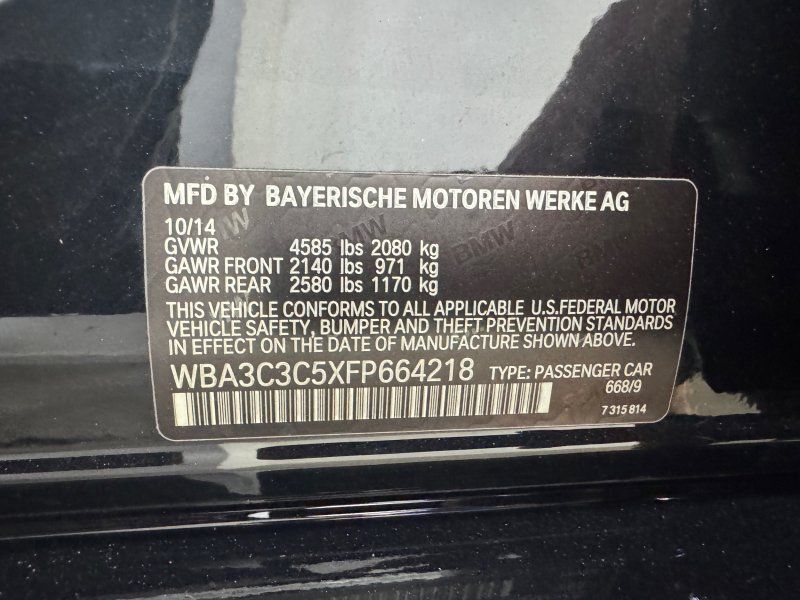 MFD BY BAYERISCHE MOTOREN WERKE AG
10/14
GVWR 4585 lbs 2080 kg
GAWR FRONT 2140 lbs 971 kg
GAWR REAR 2580 lbs 1170 kg
THIS VEHICLE CONFORMS TO ALL APPLICABLE U.S.FEDERAL MOTOR
VEHICLE SAFETY, BUMPER AND THEFT PREVENTION STANDARDS
IN EFFECT ON THE DATE OF MANUFACTURE SHOWN ABOVE.
WBA3C3C5XFP664218 TYPE: PASSENGER CAR
668/9
7 315 814
BMW
BMW
BMW